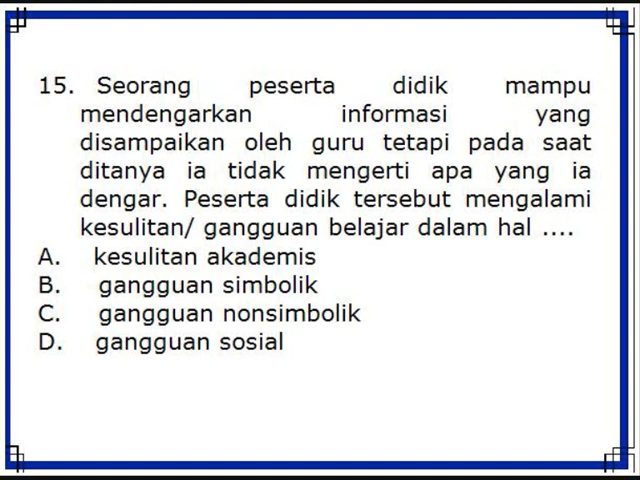 15. Seorang peserta didik mampu
mendengarkan informasi yang
disampaikan oleh guru tetapi pada saat
ditanya ia tidak mengerti apa yang ia
dengar. Peserta didik tersebut mengalami
kesulitan/ gangguan belajar dalam hal ....
A. kesulitan akademis
B. gangguan simbolik
C. gangguan nonsimbolik
D. gangguan sosial